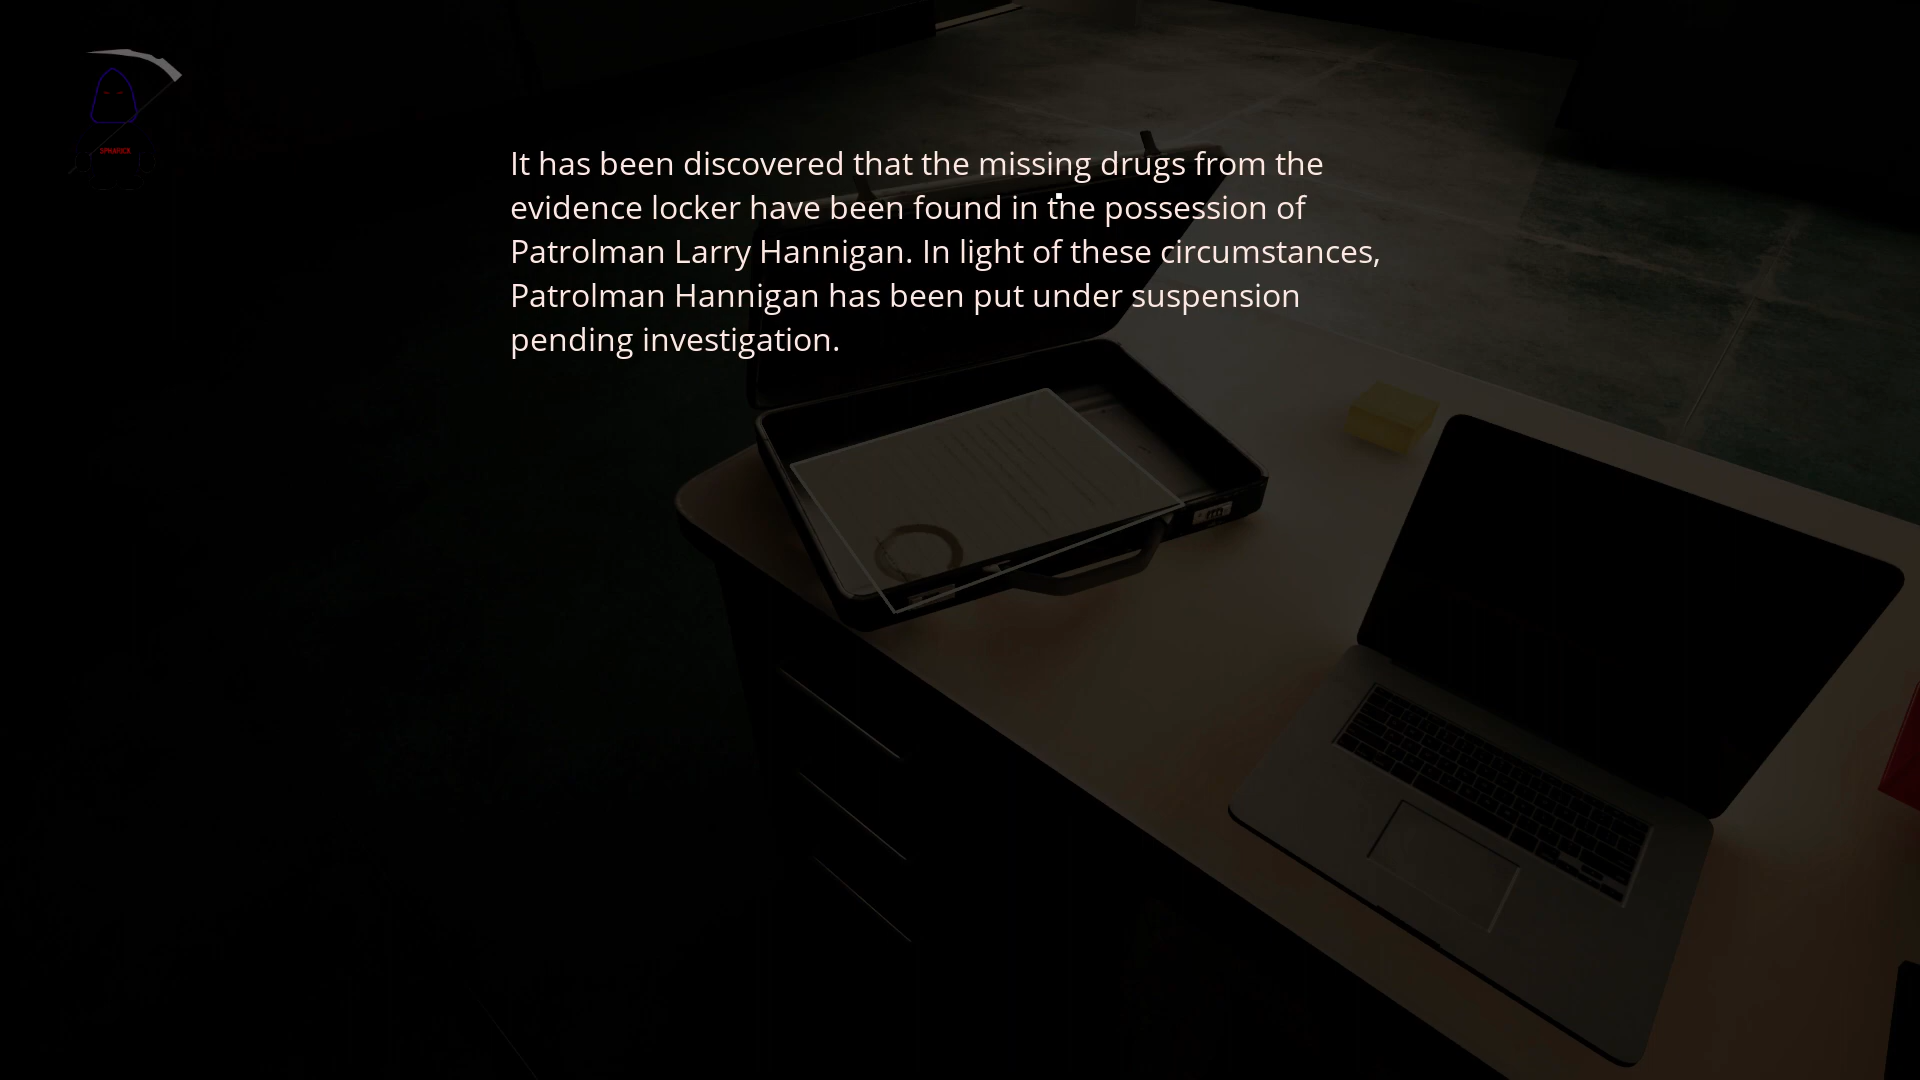 It has been discovered that the missing drugs from the
evidence locker have been found in the possession of
Patrolman Larry Hannigan. In light of these circumstances,
Patrolman Hannigan has been put under suspension
pending investigation.